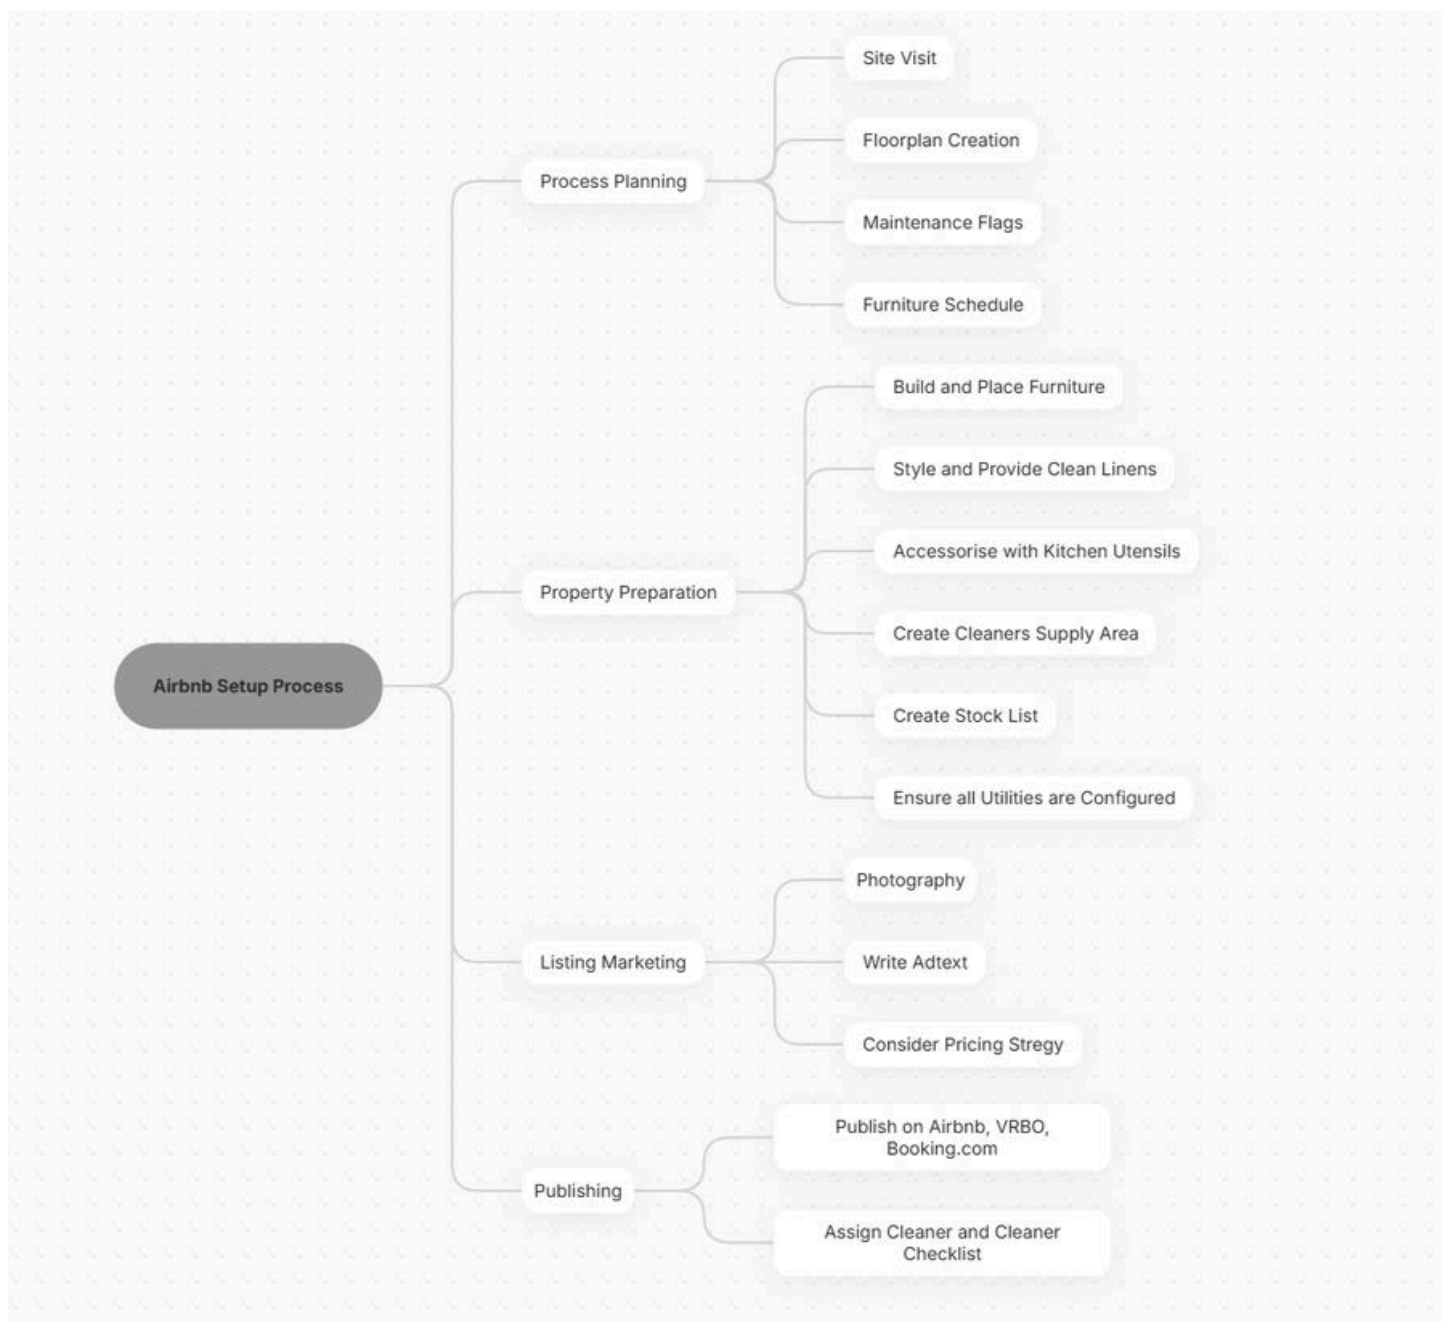 Airbnb Setup Process
Process Planning
Site Visit
Floorplan Creation
Maintenance Flags
Furniture Schedule
Property Preparation
Build and Place Furniture
Style and Provide Clean Linens
Accessorise with Kitchen Utensils
Create Cleaners Supply Area
Create Stock List
Ensure all Utilities are Configured
Listing Marketing
Photography
Write Adtext
Consider Pricing Stregy
Publishing
Publish on Airbnb, VRBO,
Booking.com
Assign Cleaner and Cleaner
Checklist